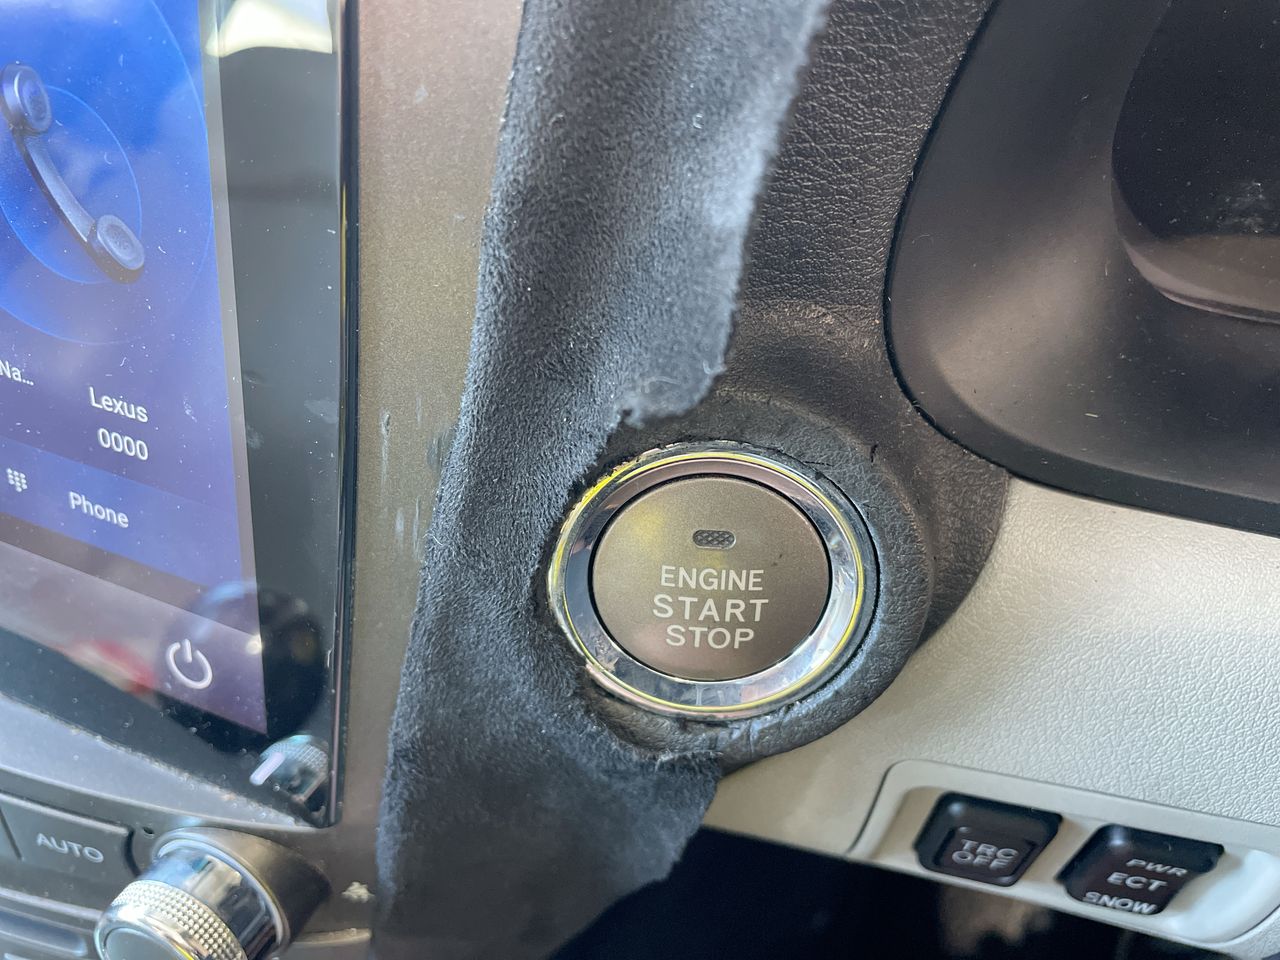 Na...
Lexus
0000
Phone
AUTO
ENGINE
START
STOP
TRC
OFF
PWR
ECT
SNOW